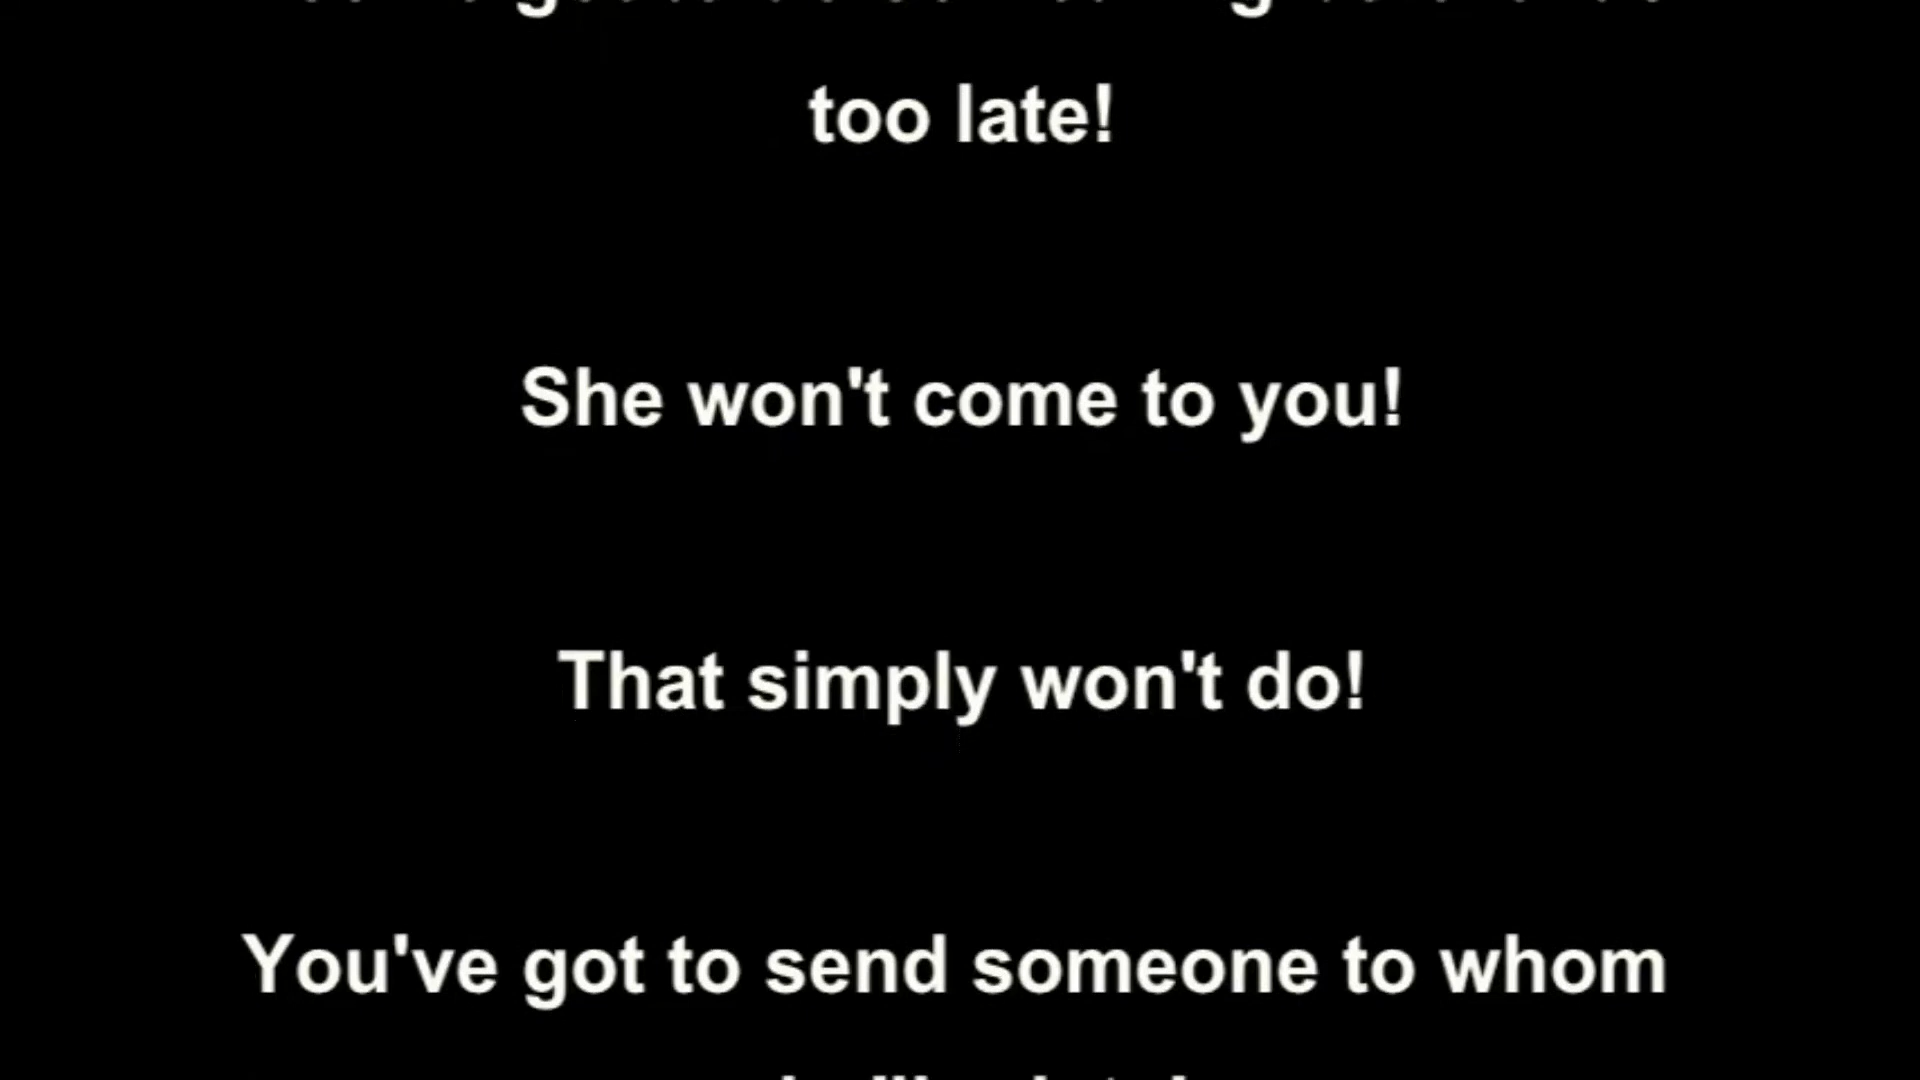 too late!
She won't come to you!
That simply won't do!
You've got to send someone to whom